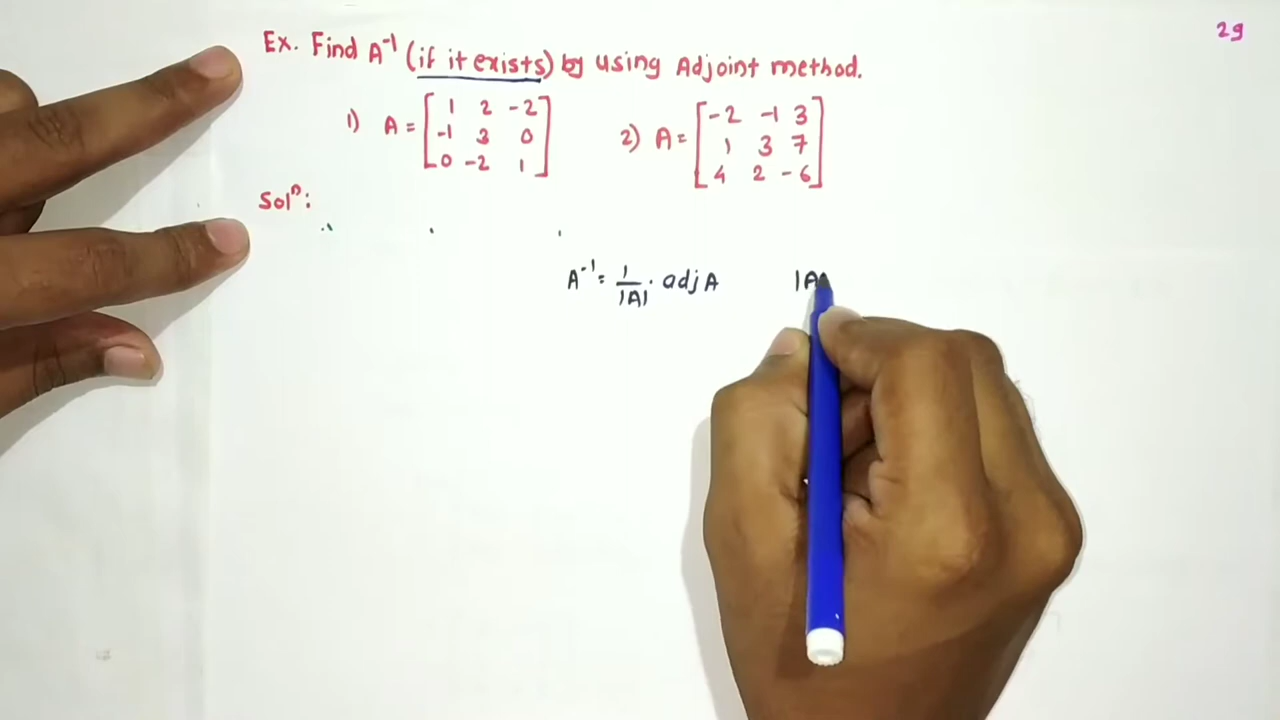 29
Ex. Find A⁻¹ (if it exists) by using Adjoint method.
1) A = [1 2 -2
-1 3 0
0 -2 1]
2) A = [-2 -1 3
1 3 7
4 2 -6]
Solⁿ:
A⁻¹ = 1/|A| . adj A |A